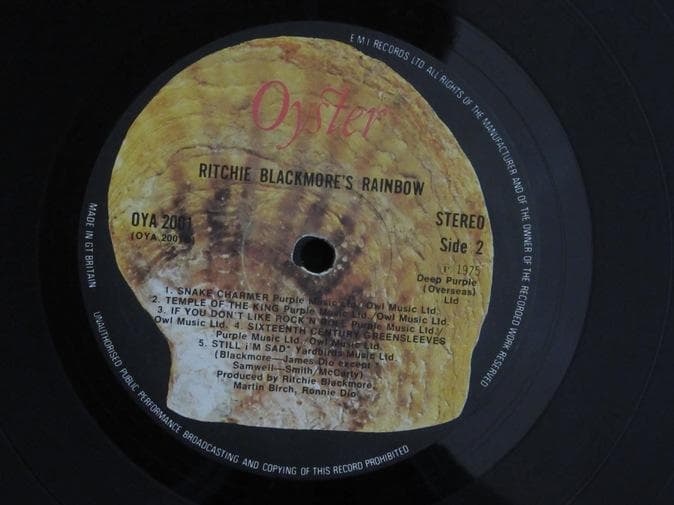 Oyster
RITCHIE BLACKMORE'S RAINBOW
OYA 2001
STEREO
Side 2
℗ 1975
Deep Purple
(Overseas)
Ltd
1. SNAKE CHARMER Purple Music Ltd./Owl Music Ltd.
2. TEMPLE OF THE KING Purple Music Ltd./Owl Music Ltd.
3. IF YOU DON'T LIKE ROCK N' Purple Music Ltd./
Owl Music Ltd. 4. SIXTEENTH CENTURY GREENSLEEVES
Purple Music Ltd./Owl Music Ltd.
5. STILL I'M SAD* Yardbirds Music Ltd.
(Blackmore—James Dio except *
Samwell—Smith/McCarty)
Produced by Ritchie Blackmore,
Martin Birch, Ronnie Dio
EMI RECORDS LTD ALL RIGHTS OF THE MANUFACTURER AND OF THE OWNER OF THE RECORDED WORK RESERVED
UNAUTHORISED PUBLIC PERFORMANCE BROADCASTING AND COPYING OF THIS RECORD PROHIBITED
MADE IN GT BRITAIN